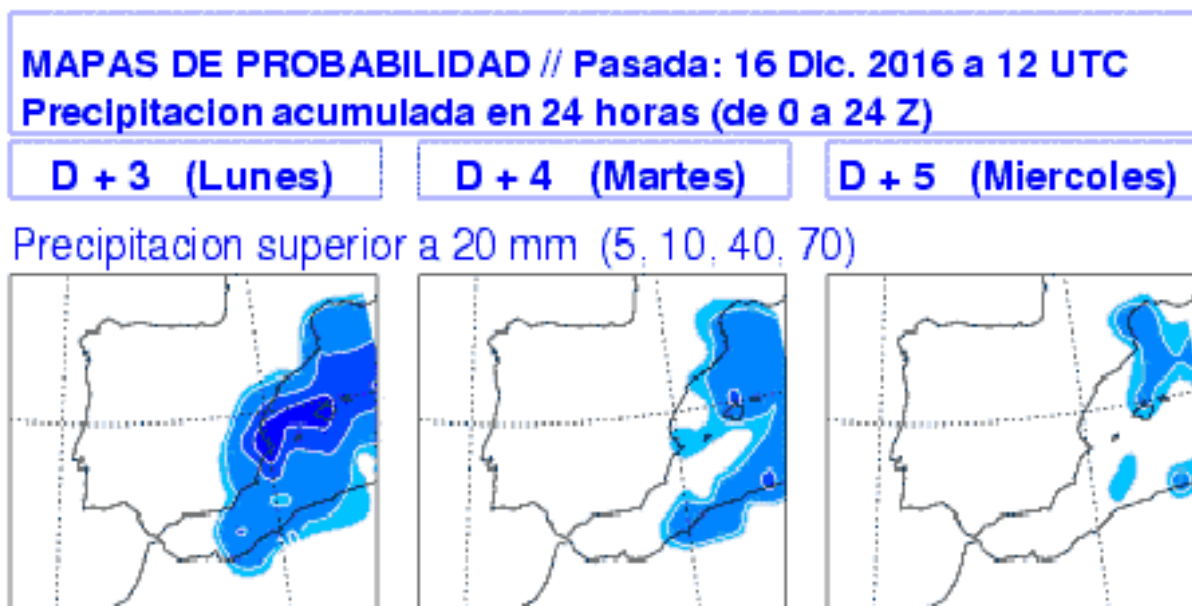 MAPAS DE PROBABILIDAD // Pasada: 16 DIc. 2016 a 12 UTC
Precipitacion acumulada en 24 horas (de 0 a 24 Z)
D + 3 (Lunes)
D + 4 (Martes)
D + 5 (Miercoles)
Precipitacion superior a 20 mm (5, 10, 40, 70)